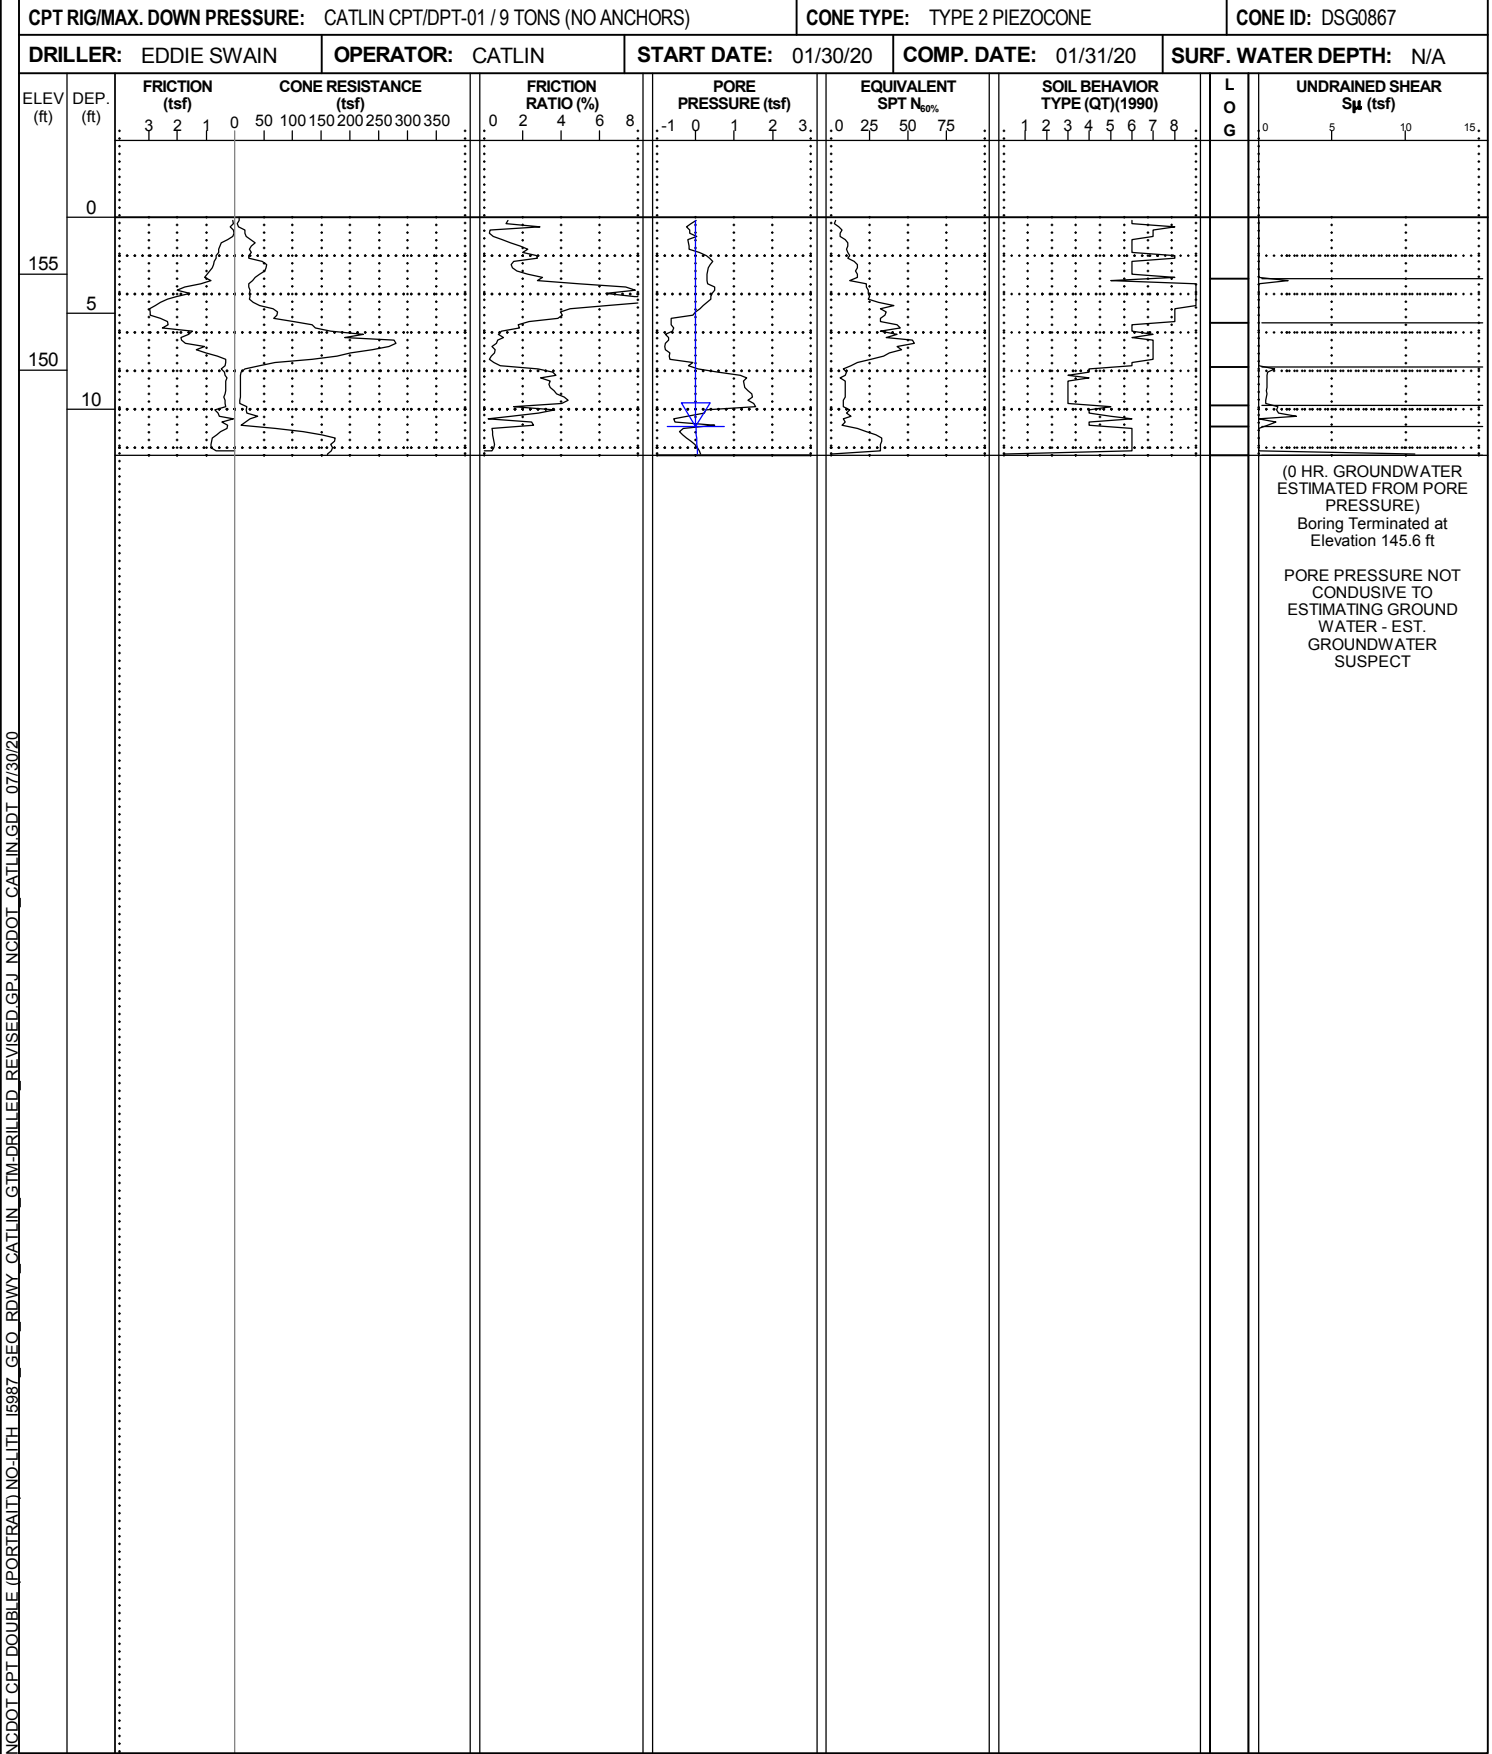 CPT RIG/MAX. DOWN PRESSURE: CATLIN CPT/DPT-01 / 9 TONS (NO ANCHORS) CONE TYPE: TYPE 2 PIEZOCONE CONE ID: DSG0867
DRILLER: EDDIE SWAIN OPERATOR: CATLIN START DATE: 01/30/20 COMP. DATE: 01/31/20 SURF. WATER DEPTH: N/A
ELEV (ft)
DEP. (ft)
FRICTION (tsf)
3 2 1 0
CONE RESISTANCE (tsf)
50 100 150 200 250 300 350
FRICTION RATIO (%)
0 2 4 6 8
PORE PRESSURE (tsf)
-1 0 1 2 3
EQUIVALENT SPT N60%
0 25 50 75
SOIL BEHAVIOR TYPE (QT)(1990)
1 2 3 4 5 6 7 8
LOG
UNDRAINED SHEAR Sμ (tsf)
0 5 10 15
0
155
5
150
10
(0 HR. GROUNDWATER
ESTIMATED FROM PORE
PRESSURE)
Boring Terminated at
Elevation 145.6 ft
PORE PRESSURE NOT
CONDUSIVE TO
ESTIMATING GROUND
WATER - EST.
GROUNDWATER
SUSPECT
NCDOT CPT DOUBLE (PORTRAIT) NO-LITH I5987_GEO_RDWY_CATLIN_GTM-DRILLED_REVISED.GPJ NCDOT_CATLIN.GDT 07/30/20